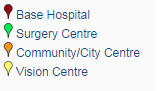 Base Hospital
Surgery Centre
Community/City Centre
Vision Centre